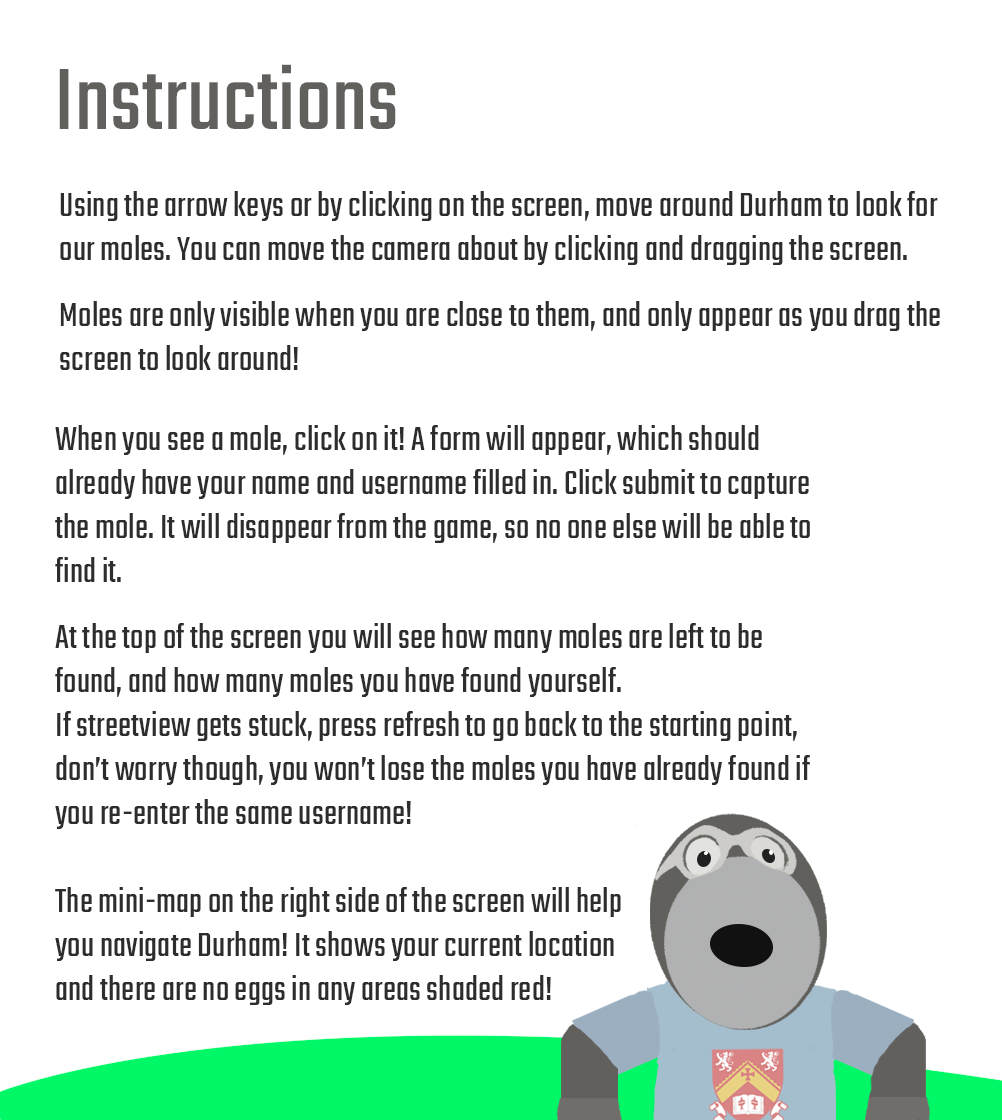 Instructions
Using the arrow keys or by clicking on the screen, move around Durham to look for
our moles. You can move the camera about by clicking and dragging the screen.
Moles are only visible when you are close to them, and only appear as you drag the
screen to look around!
When you see a mole, click on it! A form will appear, which should
already have your name and username filled in. Click submit to capture
the mole. It will disappear from the game, so no one else will be able to
find it.
At the top of the screen you will see how many moles are left to be
found, and how many moles you have found yourself.
If streetview gets stuck, press refresh to go back to the starting point,
don’t worry though, you won’t lose the moles you have already found if
you re-enter the same username!
The mini-map on the right side of the screen will help
you navigate Durham! It shows your current location
and there are no eggs in any areas shaded red!